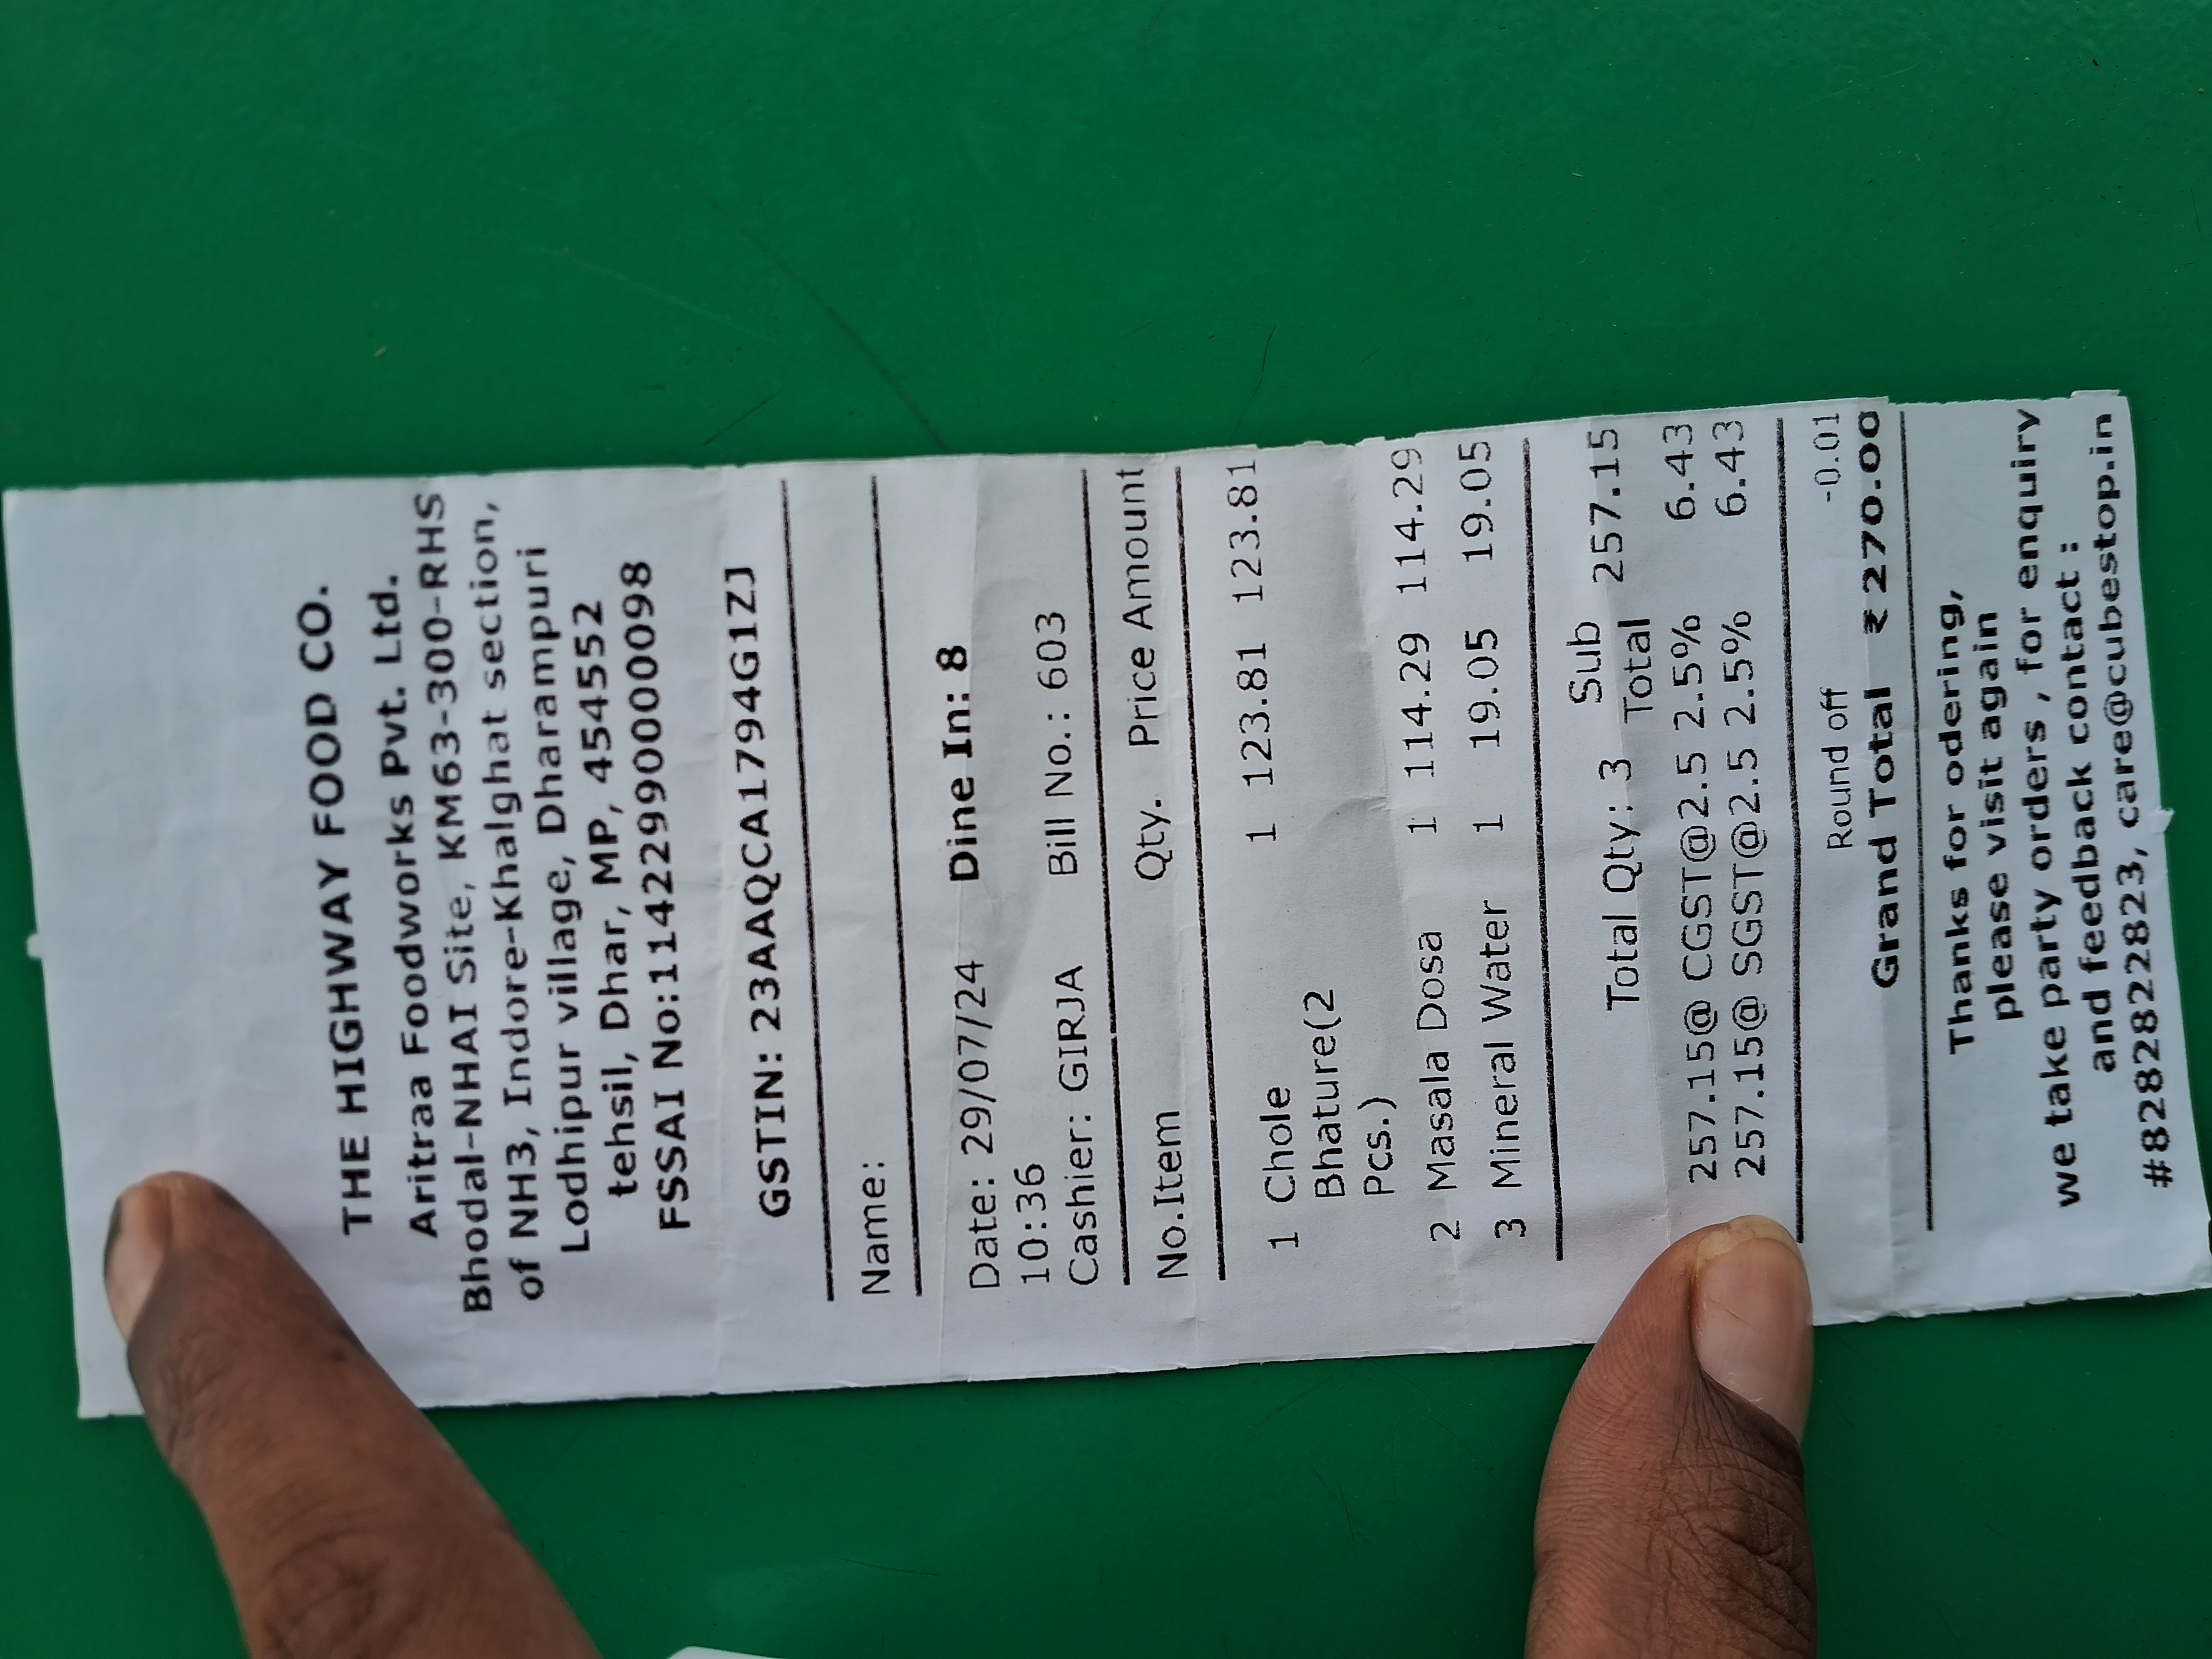 THE HIGHWAY FOOD CO.
Aritraa Foodworks Pvt. Ltd.
Bhodal-NHAI Site, KM63-300-RHS
of NH3, Indore-Khalghat section,
Lodhipur village, Dharampuri
tehsil, Dhar, MP, 454552
FSSAI No:11422999000000098
GSTIN: 23AAQCA1794G1ZJ
Name:
Date: 29/07/24 Dine In: 8
10:36
Cashier: GIRJA Bill No.: 603
No.Item Qty. Price Amount
1 Chole 1 123.81 123.81
Bhature(2
Pcs.)
2 Masala Dosa 1 114.29 114.29
3 Mineral Water 1 19.05 19.05
Total Qty: 3 Sub Total 257.15
257.15@ CGST@2.5 2.5% 6.43
257.15@ SGST@2.5 2.5% 6.43
Round off -0.01
Grand Total ₹270.00
Thanks for odering,
please visit again
we take party orders , for enquiry
and feedback contact :
#8282822823, care@cubestop.in